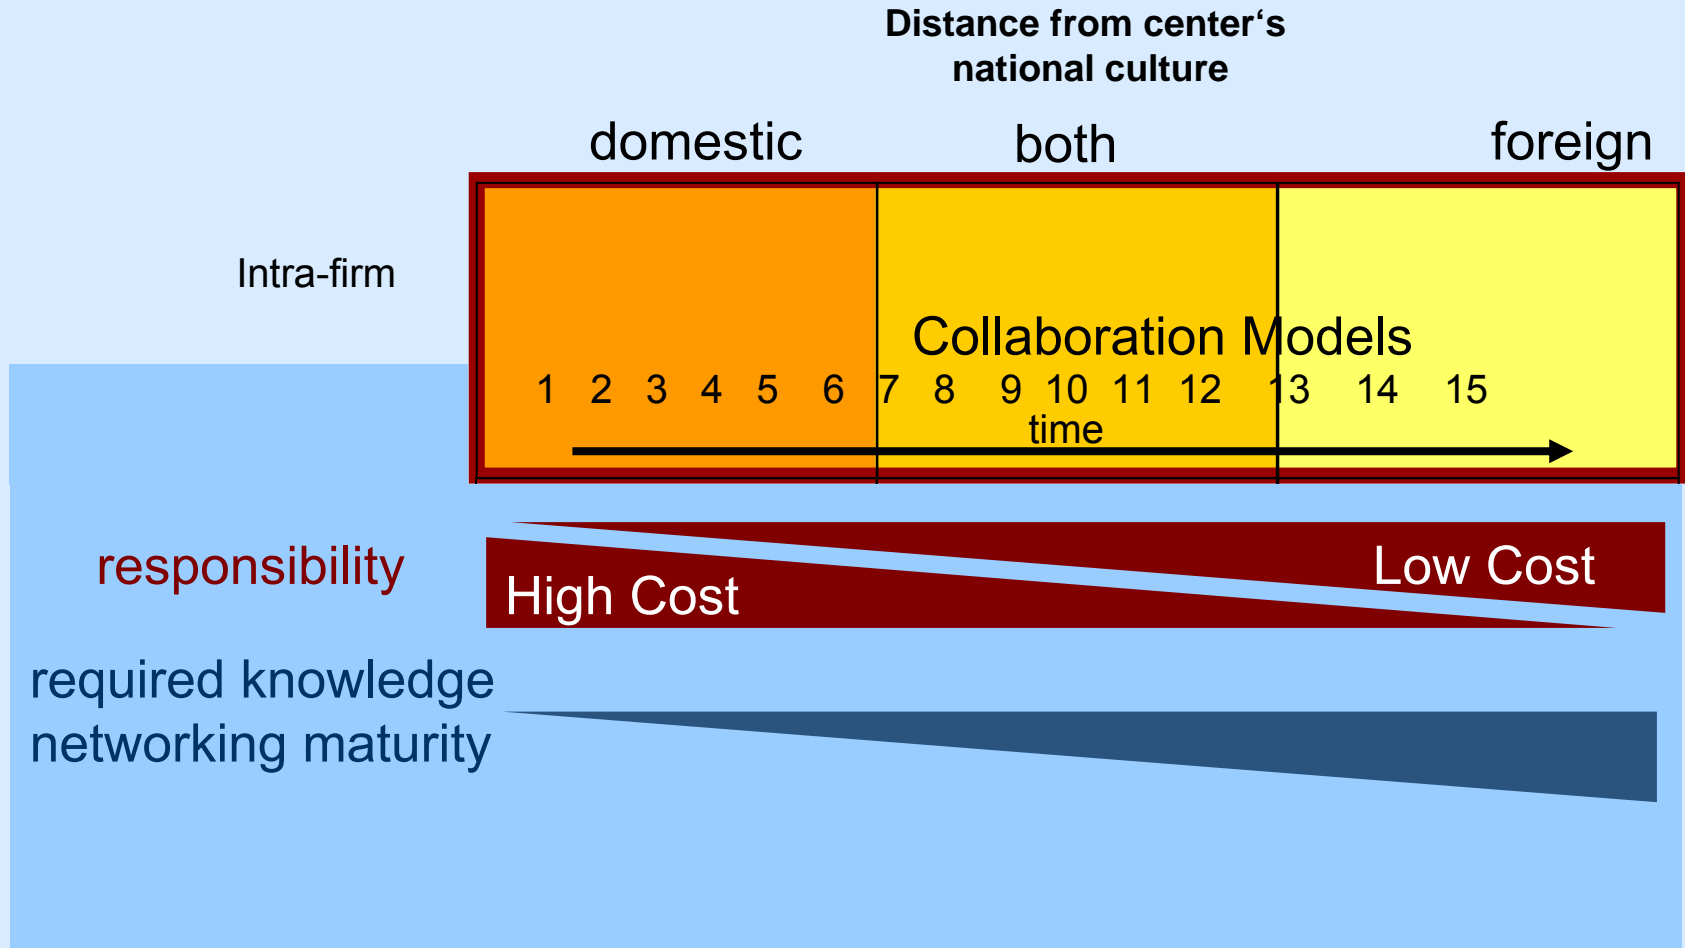 Distance from center‘s
national culture
domestic both foreign
Intra-firm
Collaboration Models
1 2 3 4 5 6 7 8 9 10 11 12 13 14 15
time
responsibility
High Cost
Low Cost
required knowledge
networking maturity